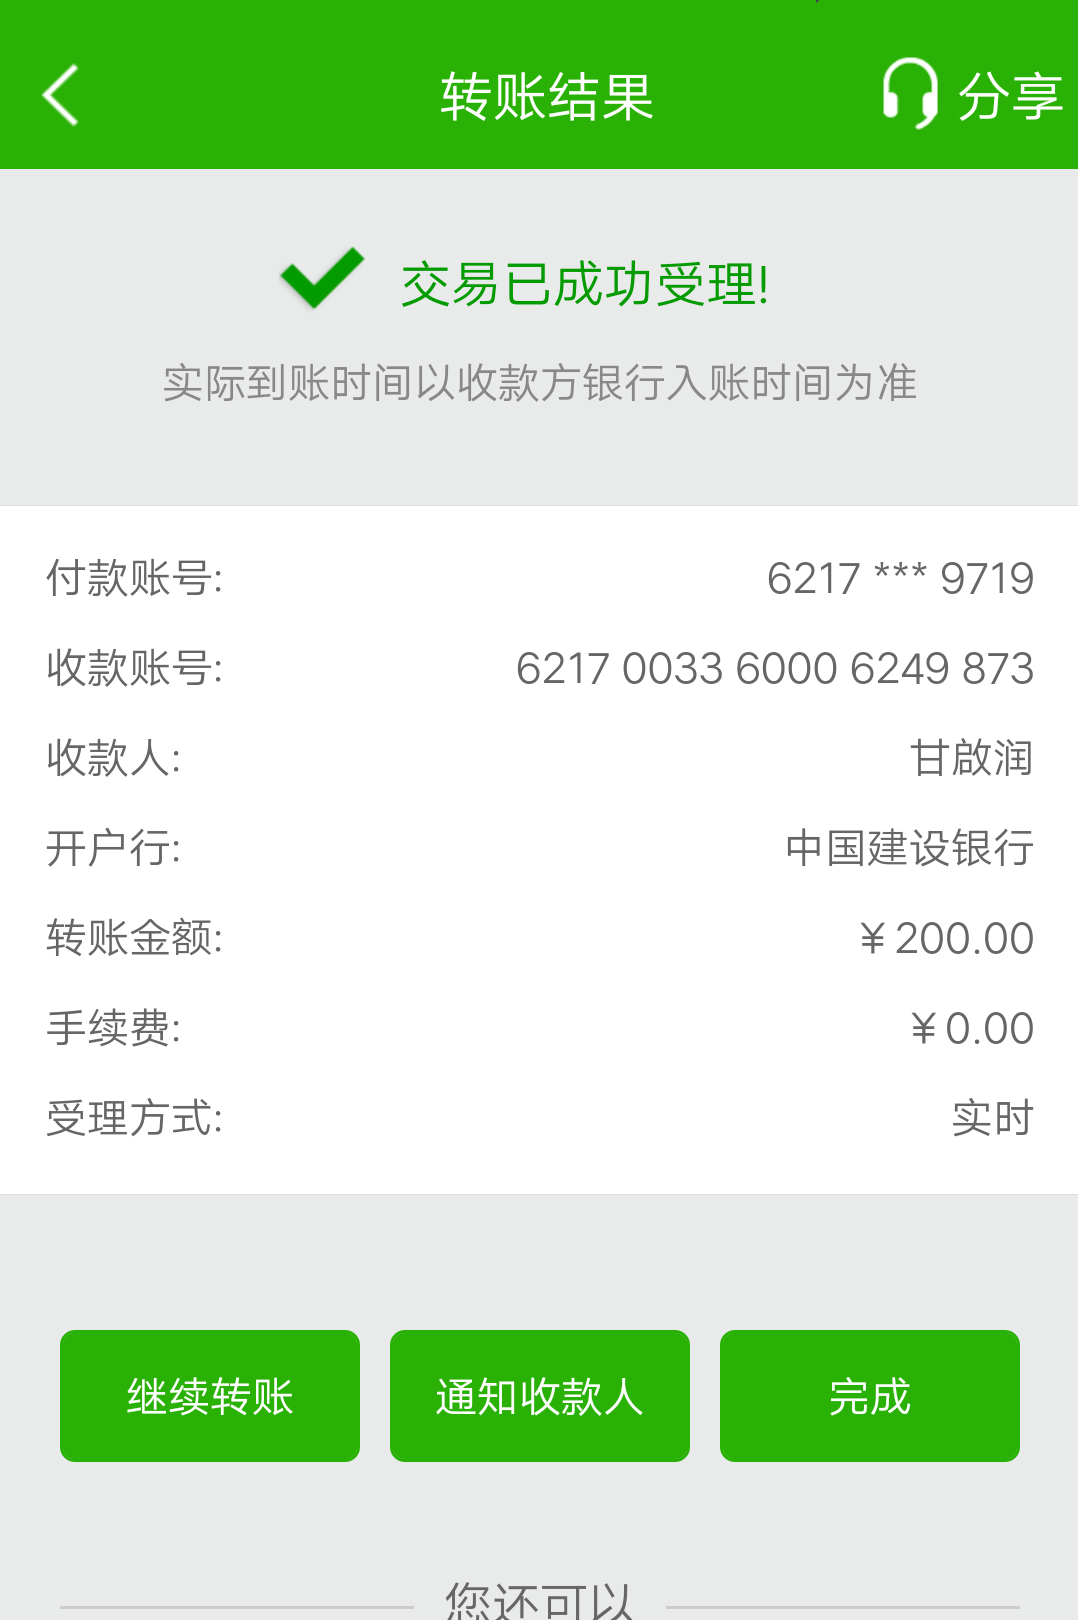 转账结果 分享
交易已成功受理!
实际到账时间以收款方银行入账时间为准
付款账号: 6217 *** 9719
收款账号: 6217 0033 6000 6249 873
收款人: 甘啟润
开户行: 中国建设银行
转账金额: ¥200.00
手续费: ¥0.00
受理方式: 实时
继续转账 通知收款人 完成
您还可以